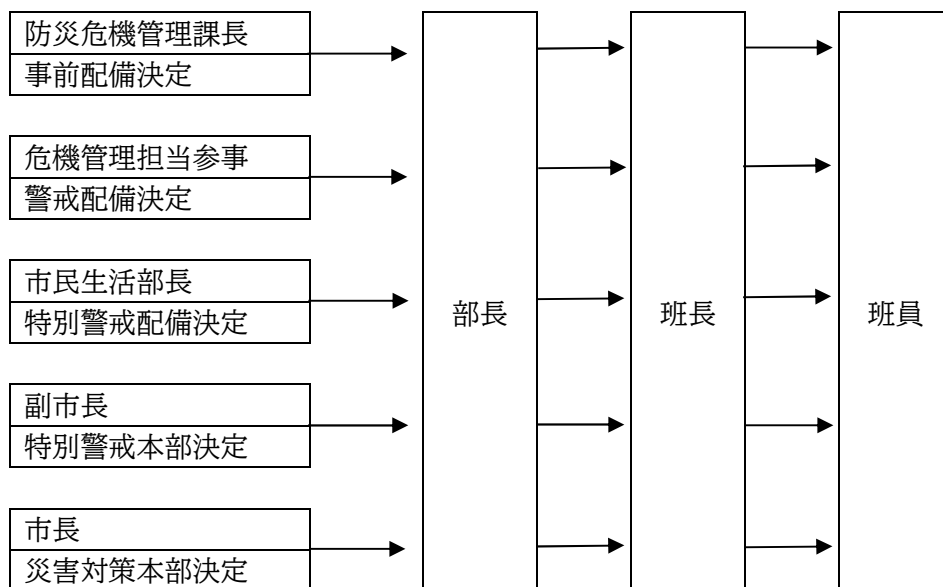 防災危機管理課長
事前配備決定
危機管理担当参事
警戒配備決定
市民生活部長
特別警戒配備決定
副市長
特別警戒本部決定
市長
災害対策本部決定
部長
班長
班員